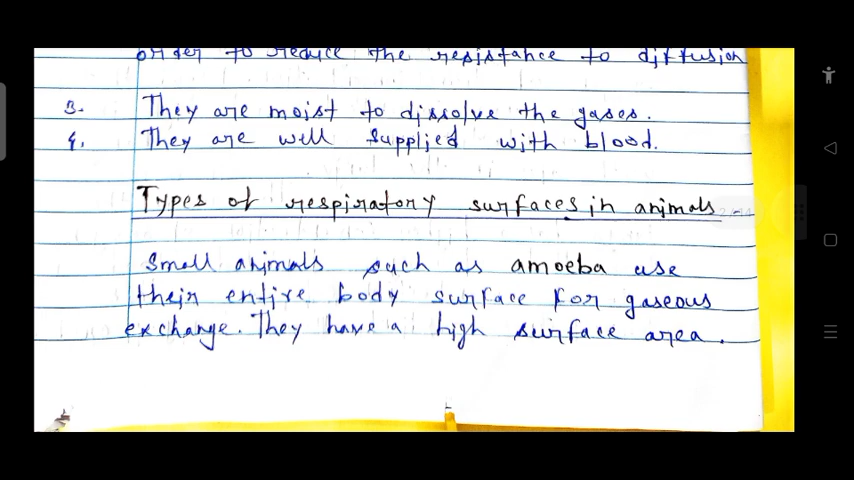 order to reduce the resistance to diffusion
3. They are moist to dissolve the gases.
4. They are well supplied with blood.
Types of respiratory surfaces in animals
Small animals such as amoeba use
their entire body surface for gaseous
exchange. They have a high surface area.